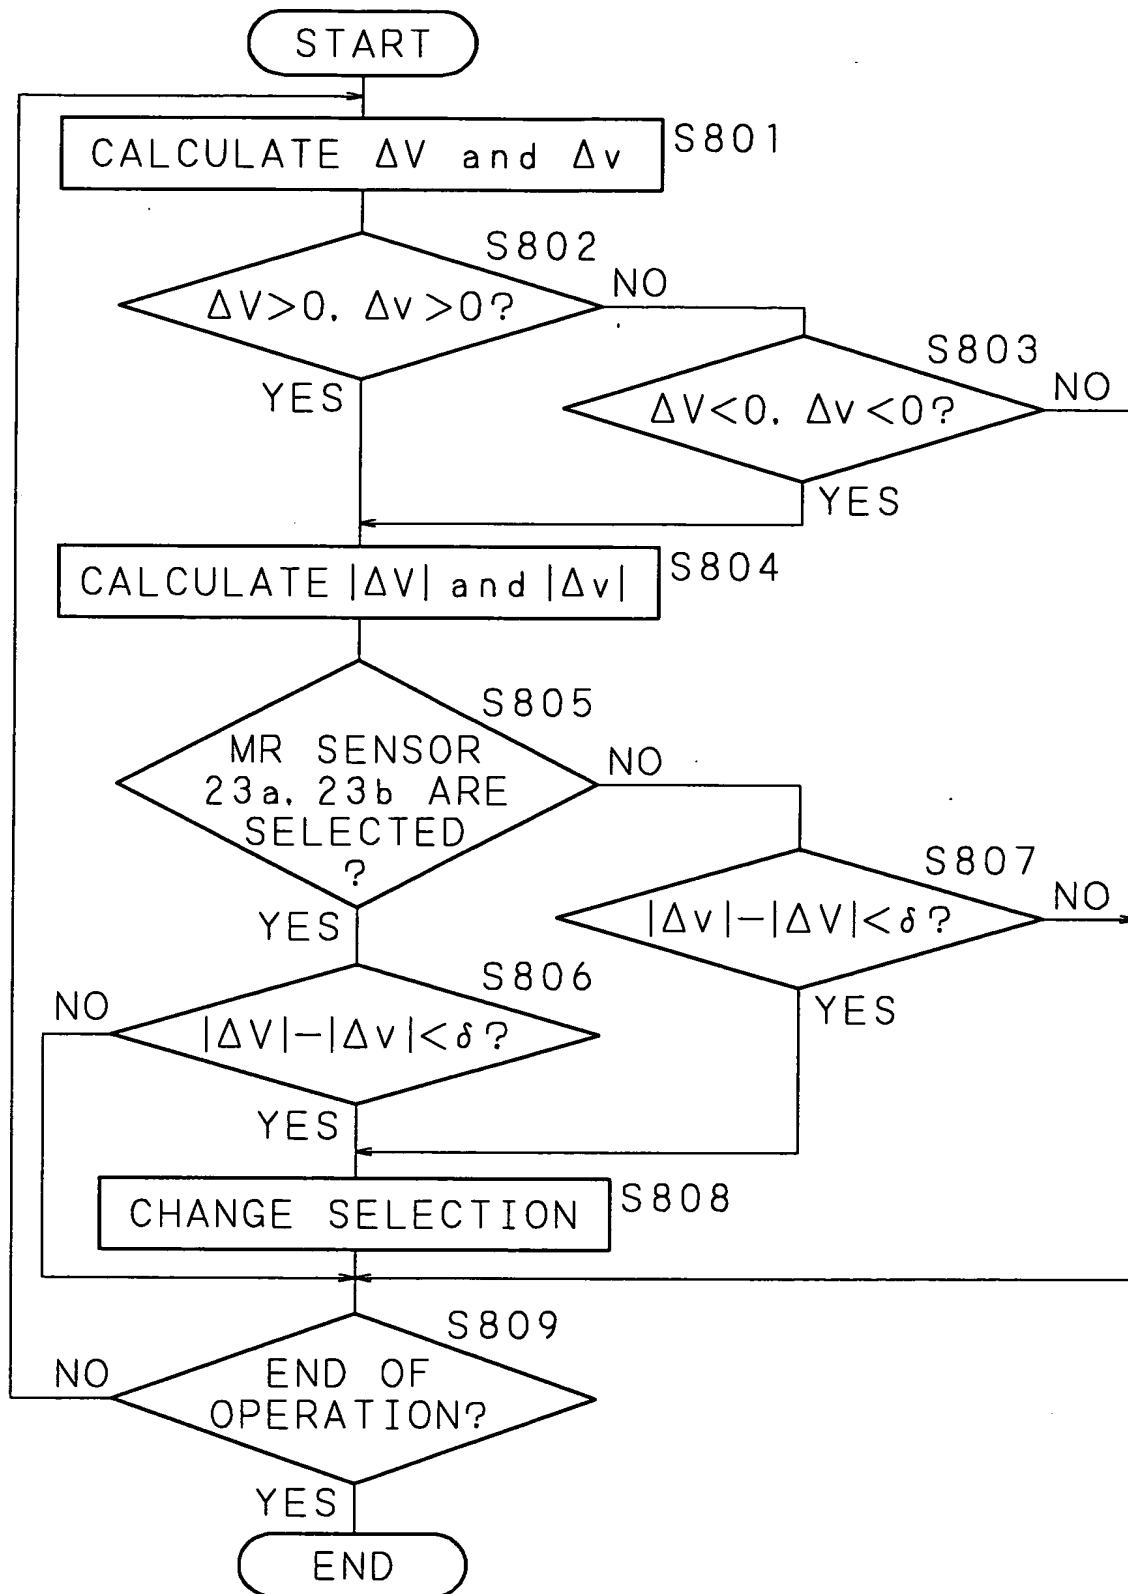 START
CALCULATE ΔV and Δv
S801
S802
ΔV>0. Δv>0?
NO
YES
S803
ΔV<0. Δv<0?
NO
YES
CALCULATE |ΔV| and |Δv|
S804
S805
MR SENSOR
23a. 23b ARE
SELECTED
?
NO
YES
S807
|Δv|−|ΔV|<δ?
NO
YES
S806
NO
|ΔV|−|Δv|<δ?
YES
CHANGE SELECTION
S808
S809
NO
END OF
OPERATION?
YES
END